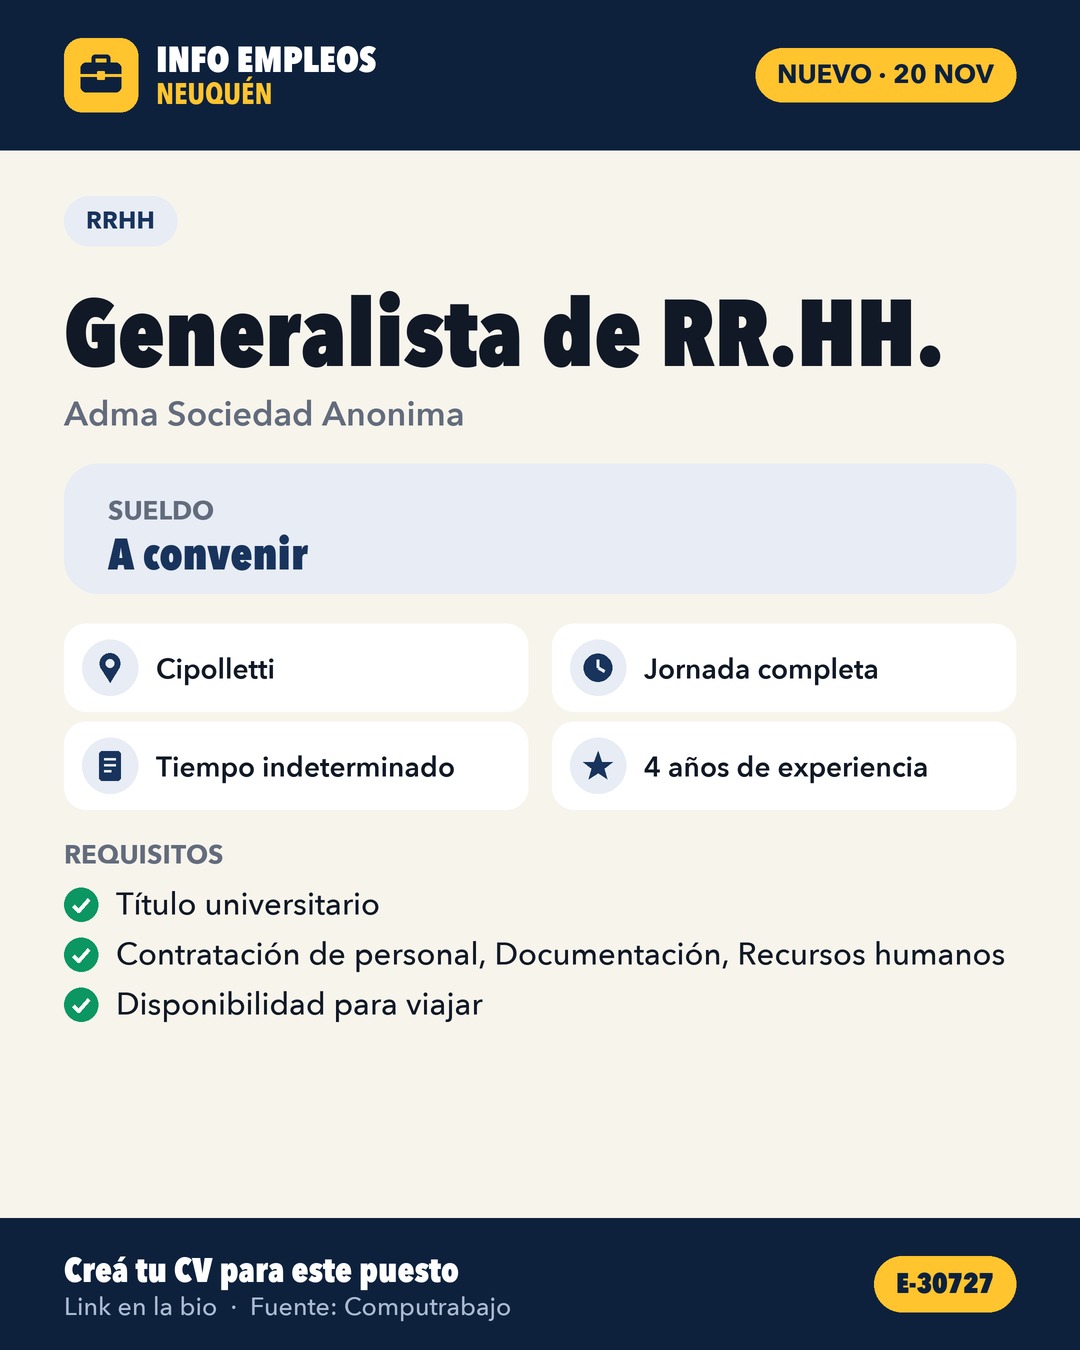 INFO EMPLEOS
NEUQUÉN
NUEVO · 20 NOV
RRHH
Generalista de RR.HH.
Adma Sociedad Anonima
SUELDO
A convenir
Cipolletti
Jornada completa
Tiempo indeterminado
4 años de experiencia
REQUISITOS
Título universitario
Contratación de personal, Documentación, Recursos humanos
Disponibilidad para viajar
Creá tu CV para este puesto
Link en la bio · Fuente: Computrabajo
E-30727